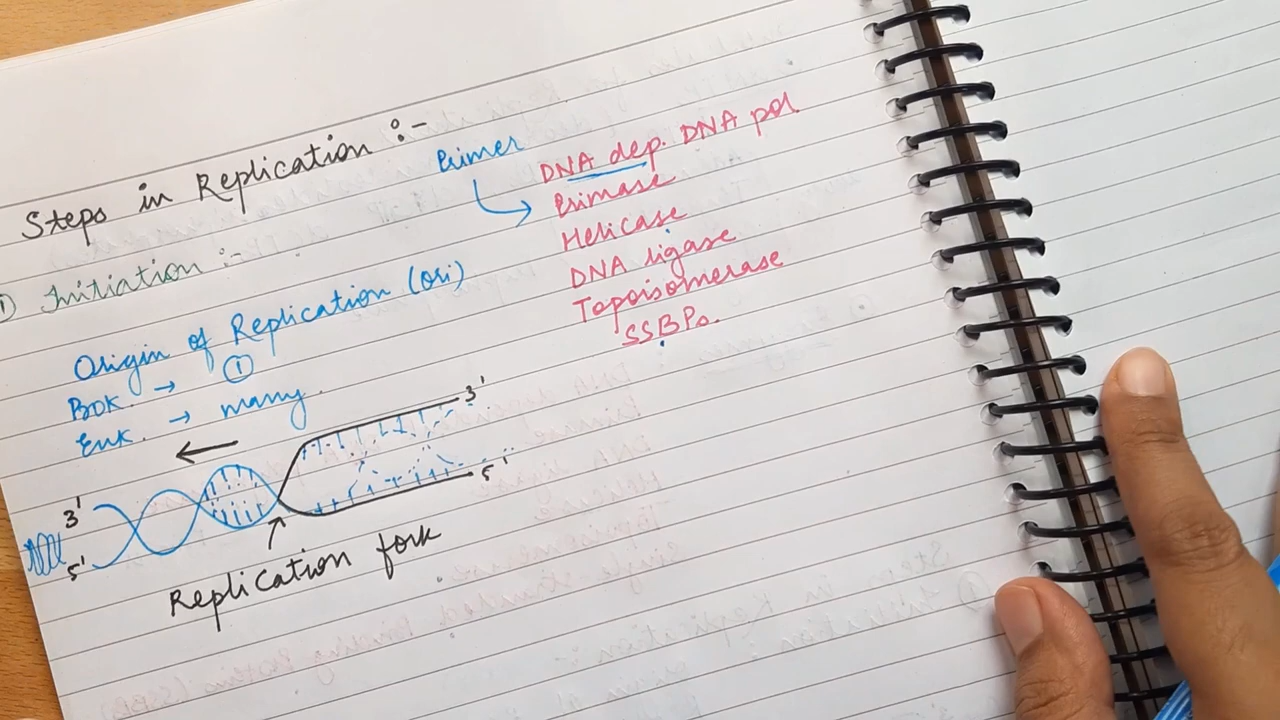 Steps in Replication :-
① Initiation :-
Origin of Replication (Ori)
Prok. → ①
Euk. → many.
Primer
DNA dep. DNA pol
Primase
Helicase
DNA ligase
Topoisomerase
SSBPs.
3'
5'
3'
5'
Replication fork